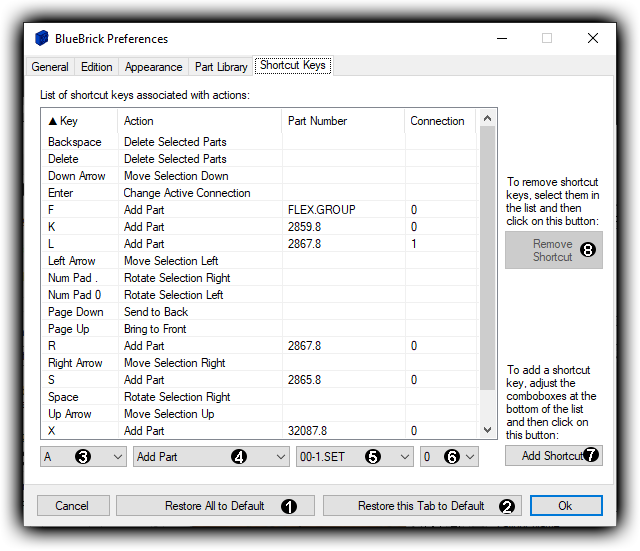 BlueBrick Preferences
General Edition Appearance Part Library Shortcut Keys
List of shortcut keys associated with actions:
▲ Key Action Part Number Connection
Backspace Delete Selected Parts
Delete Delete Selected Parts
Down Arrow Move Selection Down
Enter Change Active Connection
F Add Part FLEX.GROUP 0
K Add Part 2859.8 0
L Add Part 2867.8 1
Left Arrow Move Selection Left
Num Pad . Rotate Selection Right
Num Pad 0 Rotate Selection Left
Page Down Send to Back
Page Up Bring to Front
R Add Part 2867.8 0
Right Arrow Move Selection Right
S Add Part 2865.8 0
Space Rotate Selection Right
Up Arrow Move Selection Up
X Add Part 32087.8 0
To remove shortcut
keys, select them in
the list and then
click on this button:
Remove
Shortcut 8
To add a shortcut
key, adjust the
comboboxes at the
bottom of the list
and then click on
this button:
A 3 Add Part 4 00-1.SET 5 0 6 Add Shortcut 7
Cancel Restore All to Default 1 Restore this Tab to Default 2 Ok